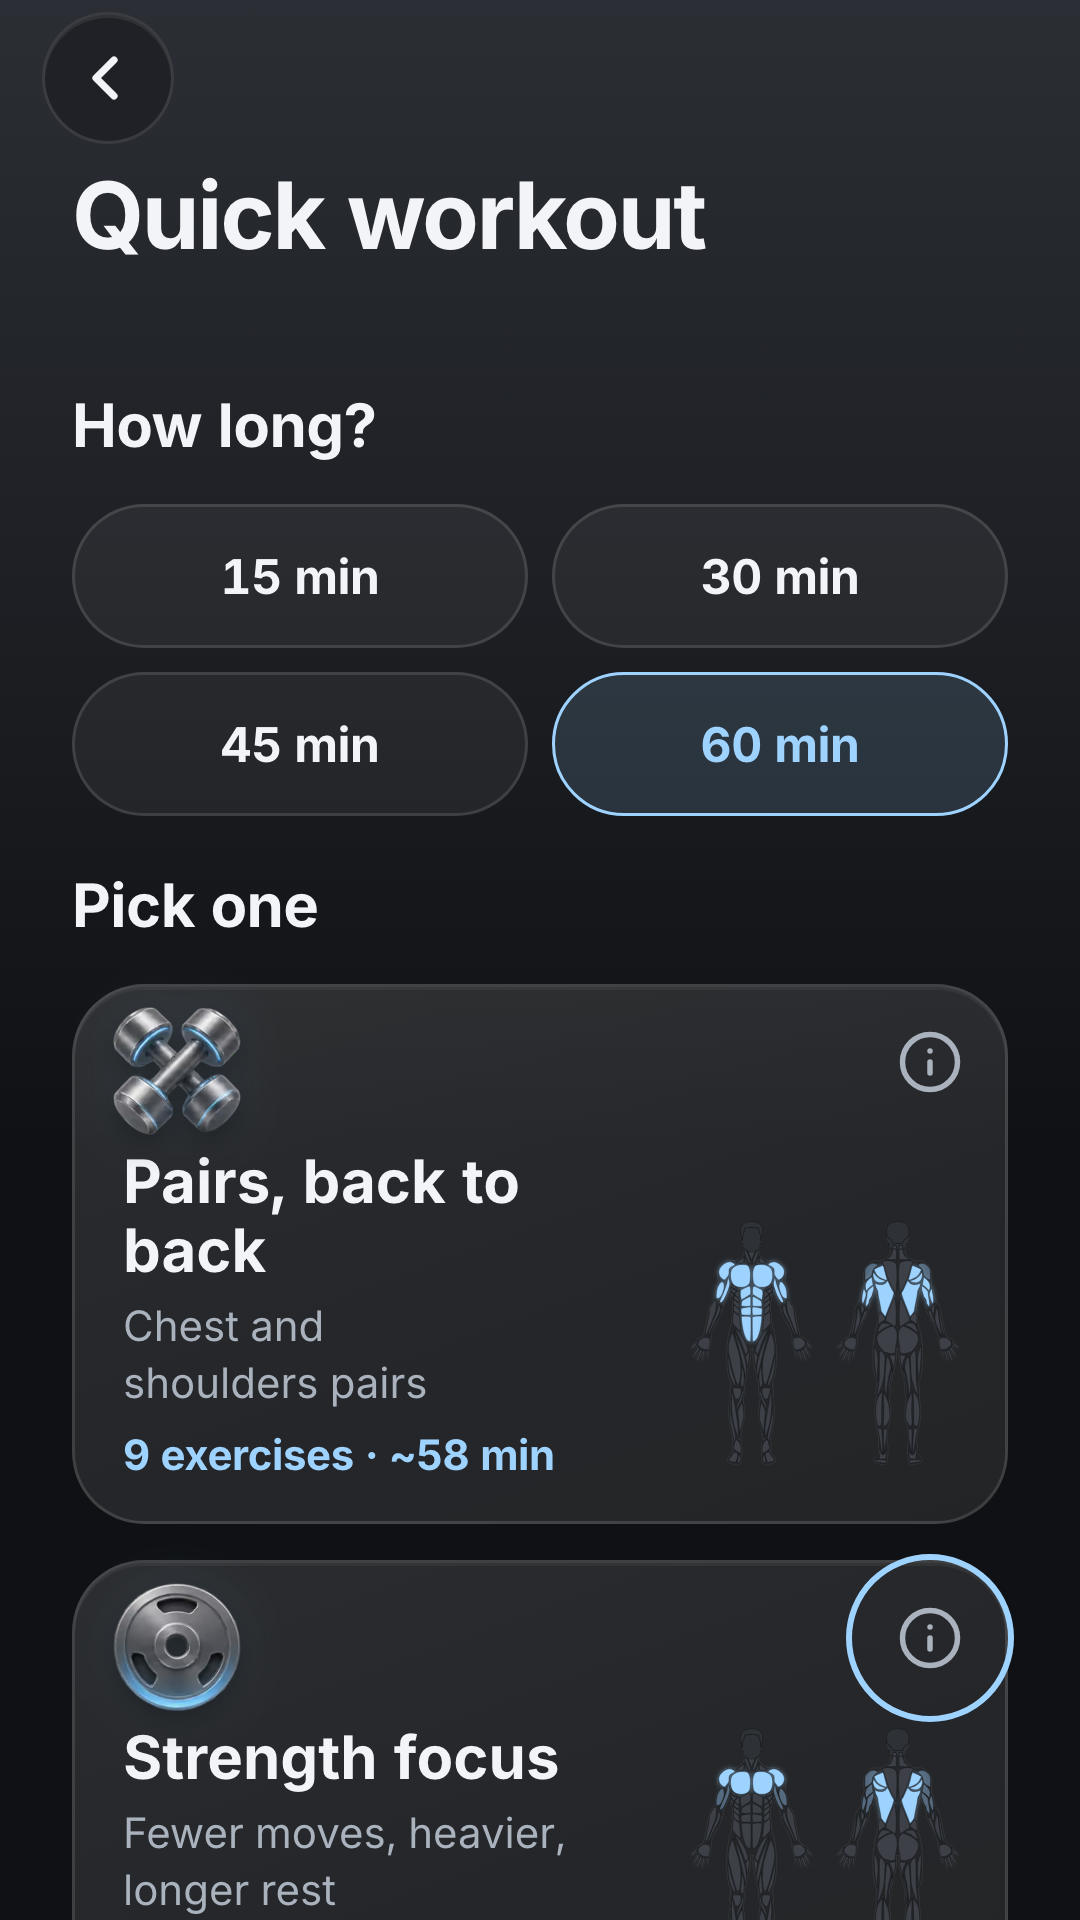 Quick workout
How long?
15 min
30 min
45 min
60 min
Pick one
Pairs, back to
back
Chest and
shoulders pairs
9 exercises · ~58 min
Strength focus
Fewer moves, heavier,
longer rest